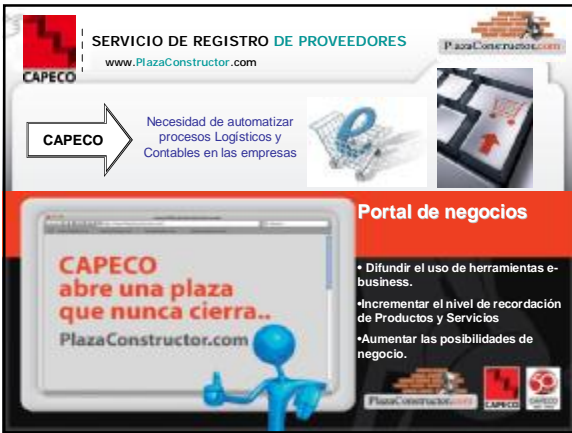 SERVICIO DE REGISTRO DE PROVEEDORES
www.PlazaConstructor.com
PlazaConstructor.com
CAPECO
CAPECO
Necesidad de automatizar
procesos Logísticos y
Contables en las empresas
e
Portal de negocios
CAPECO
abre una plaza
que nunca cierra..
PlazaConstructor.com
• Difundir el uso de herramientas e-
business.
•Incrementar el nivel de recordación
de Productos y Servicios
•Aumentar las posibilidades de
negocio.
PlazaConstructor.com
CAPECO
50
CAPECO